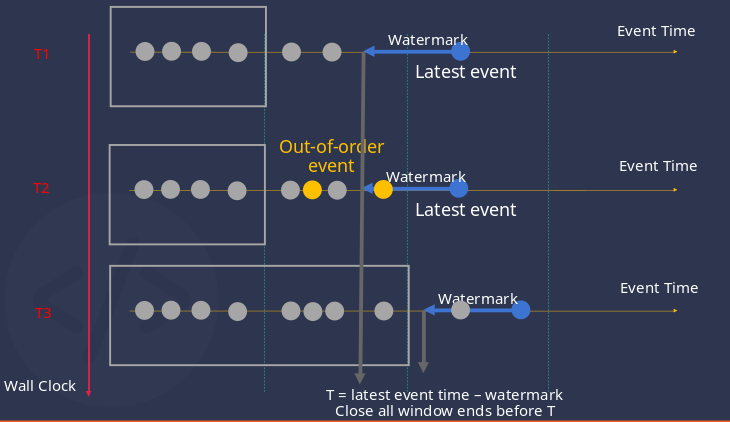 Event Time
Watermark
T1
Latest event
Out-of-order
event
Event Time
Watermark
T2
Latest event
Event Time
Watermark
T3
Wall Clock
T = latest event time – watermark
Close all window ends before T